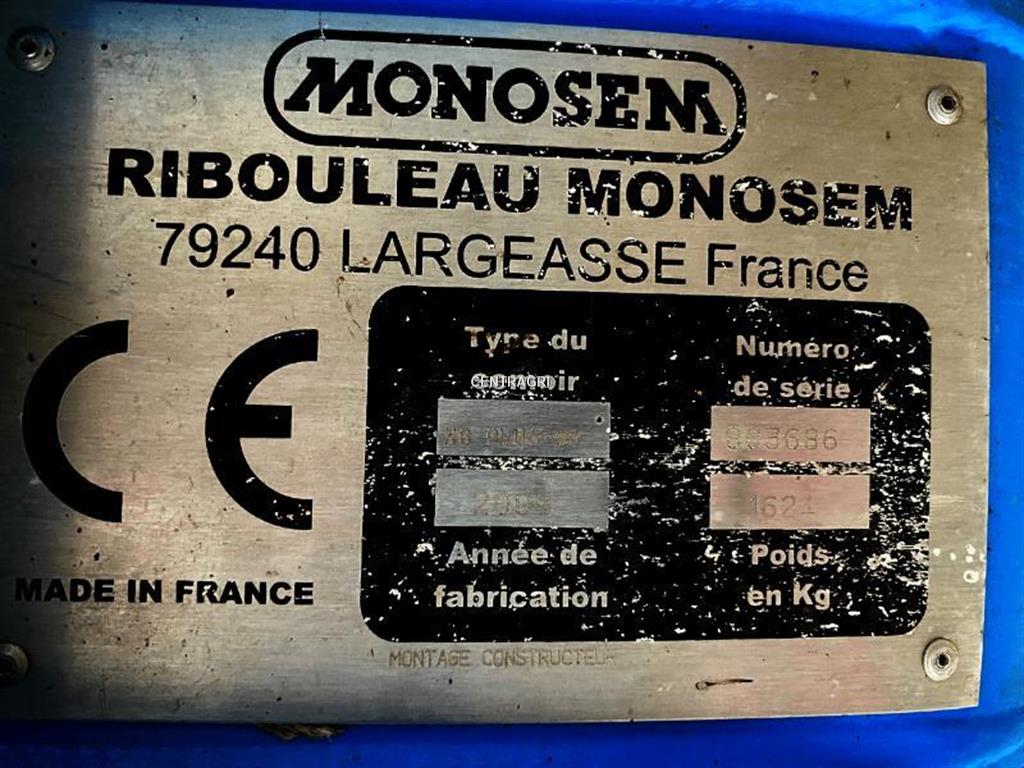 MONOSEM
RIBOULEAU MONOSEM
79240 LARGEASSE France
CE
Type du
CENTRAGRI
Numéro
de série
1621
Année de
fabrication
Poids
en Kg
MADE IN FRANCE
MONTAGE CONSTRUCTEUR